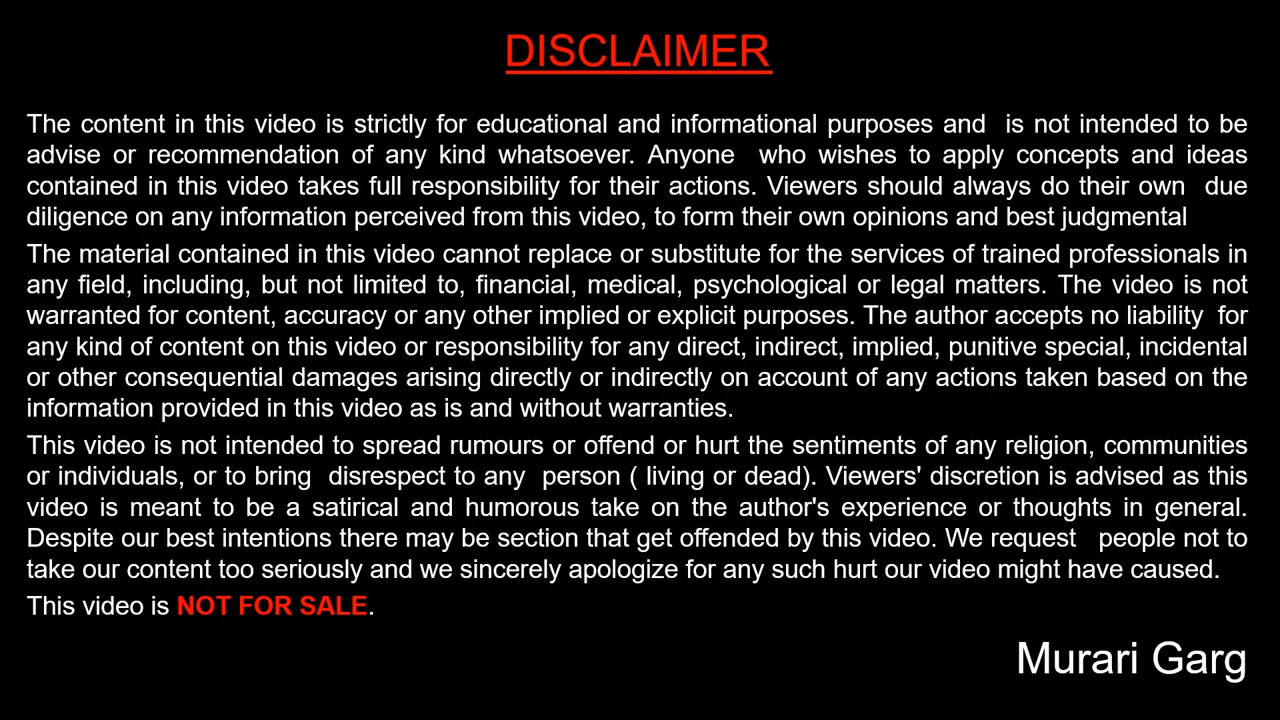 DISCLAIMER
The content in this video is strictly for educational and informational purposes and is not intended to be
advise or recommendation of any kind whatsoever. Anyone who wishes to apply concepts and ideas
contained in this video takes full responsibility for their actions. Viewers should always do their own due
diligence on any information perceived from this video, to form their own opinions and best judgmental
The material contained in this video cannot replace or substitute for the services of trained professionals in
any field, including, but not limited to, financial, medical, psychological or legal matters. The video is not
warranted for content, accuracy or any other implied or explicit purposes. The author accepts no liability for
any kind of content on this video or responsibility for any direct, indirect, implied, punitive special, incidental
or other consequential damages arising directly or indirectly on account of any actions taken based on the
information provided in this video as is and without warranties.
This video is not intended to spread rumours or offend or hurt the sentiments of any religion, communities
or individuals, or to bring disrespect to any person ( living or dead). Viewers' discretion is advised as this
video is meant to be a satirical and humorous take on the author's experience or thoughts in general.
Despite our best intentions there may be section that get offended by this video. We request people not to
take our content too seriously and we sincerely apologize for any such hurt our video might have caused.
This video is NOT FOR SALE.
Murari Garg